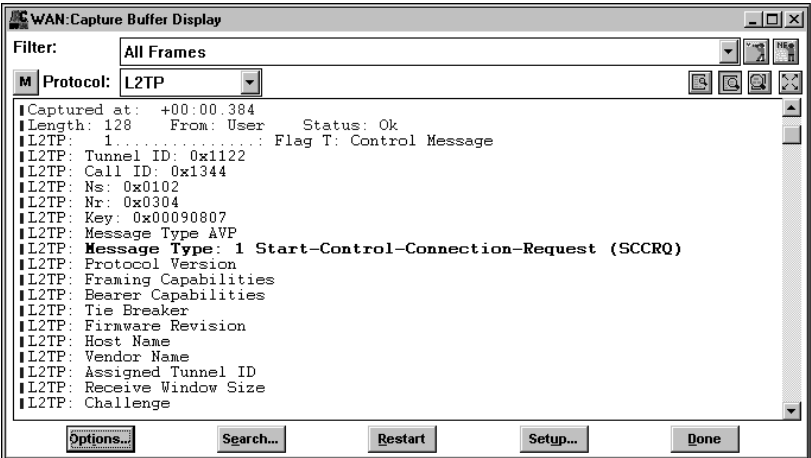 WAN:Capture Buffer Display
Filter: All Frames
M Protocol: L2TP
Captured at: +00:00.384
Length: 128 From: User Status: Ok
L2TP: 1...............: Flag T: Control Message
L2TP: Tunnel ID: 0x1122
L2TP: Call ID: 0x1344
L2TP: Ns: 0x0102
L2TP: Nr: 0x0304
L2TP: Key: 0x00090807
L2TP: Message Type AVP
L2TP: Message Type: 1 Start-Control-Connection-Request (SCCRQ)
L2TP: Protocol Version
L2TP: Framing Capabilities
L2TP: Bearer Capabilities
L2TP: Tie Breaker
L2TP: Firmware Revision
L2TP: Host Name
L2TP: Vendor Name
L2TP: Assigned Tunnel ID
L2TP: Receive Window Size
L2TP: Challenge
Options... Search... Restart Setup... Done